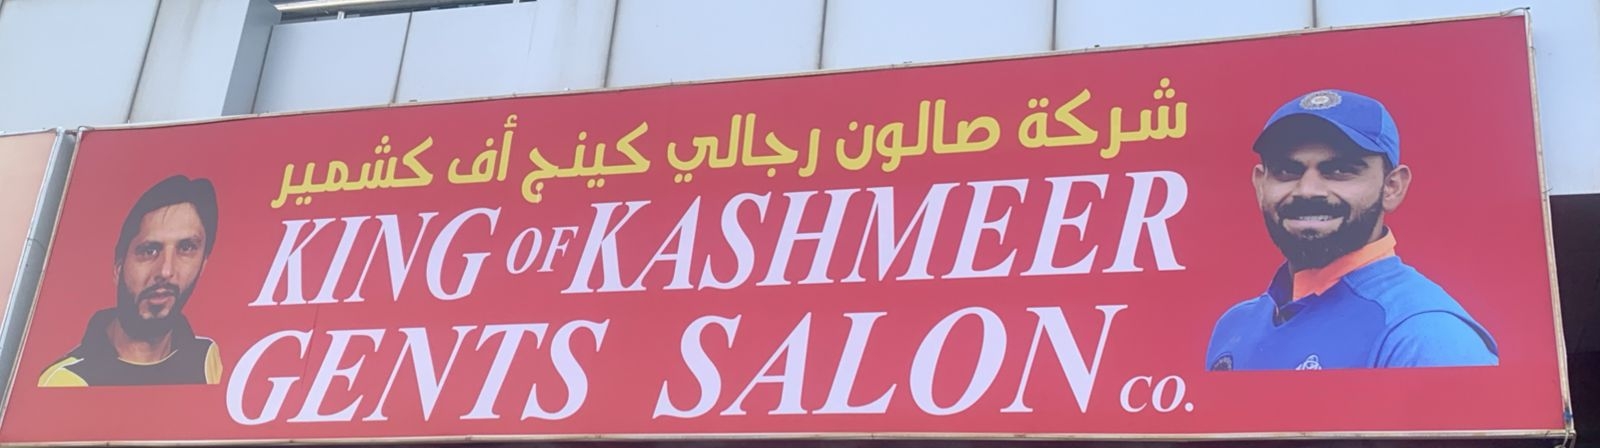 شركة صالون رجالي كينج أف كشمير
KING OF KASHMEER
GENTS SALON CO.